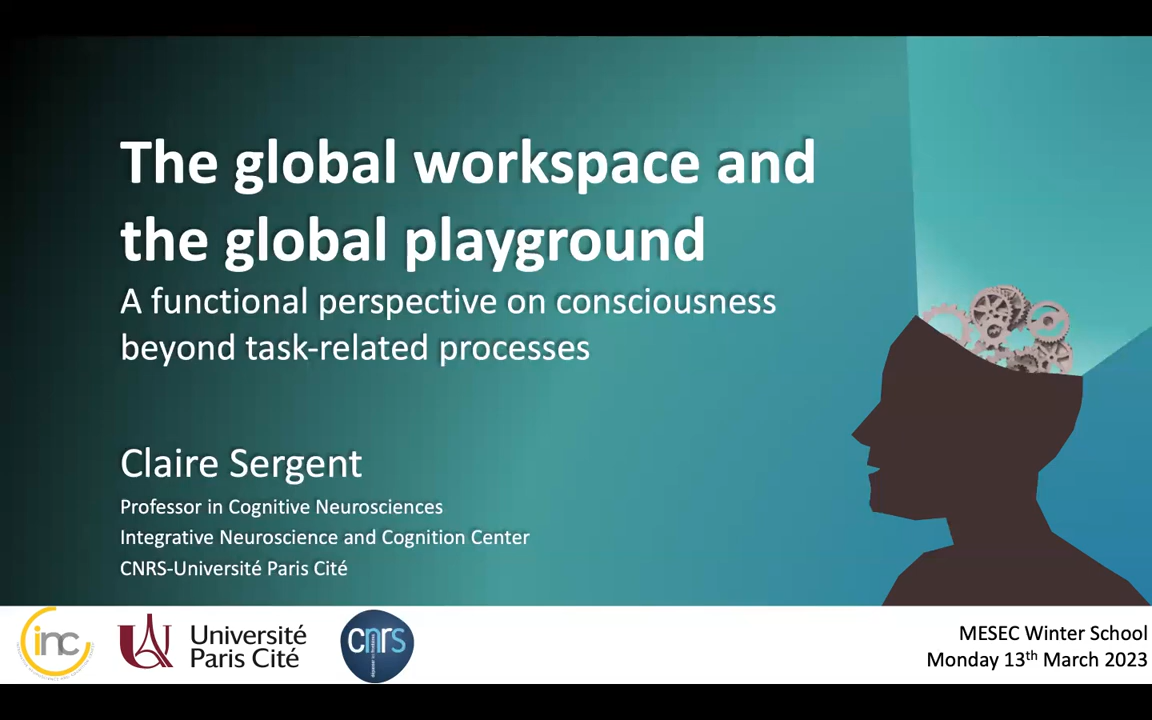 The global workspace and
the global playground
A functional perspective on consciousness
beyond task-related processes
Claire Sergent
Professor in Cognitive Neurosciences
Integrative Neuroscience and Cognition Center
CNRS-Université Paris Cité
inc
Université
Paris Cité
cnrs
MESEC Winter School
Monday 13th March 2023